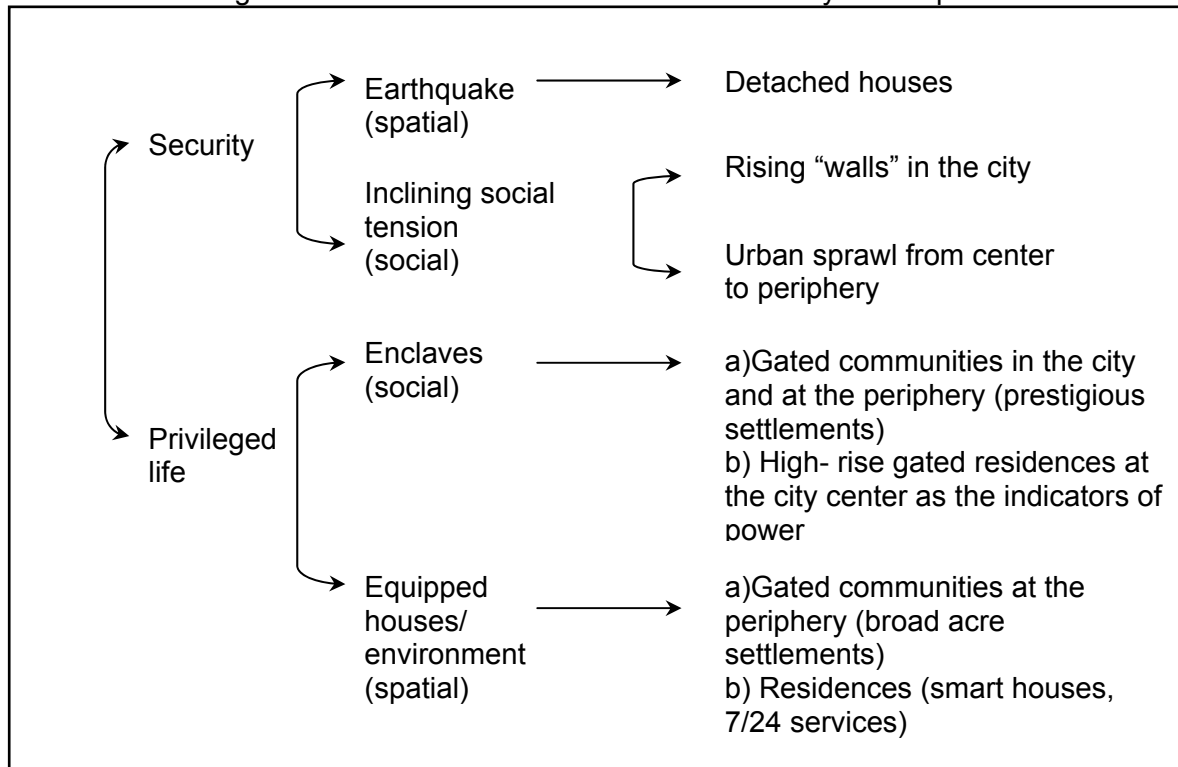 Security
Earthquake
(spatial)
Detached houses
Inclining social
tension
(social)
Rising “walls” in the city
Urban sprawl from center
to periphery
Privileged
life
Enclaves
(social)
a)Gated communities in the city
and at the periphery (prestigious
settlements)
b) High- rise gated residences at
the city center as the indicators of
power
Equipped
houses/
environment
(spatial)
a)Gated communities at the
periphery (broad acre
settlements)
b) Residences (smart houses,
7/24 services)